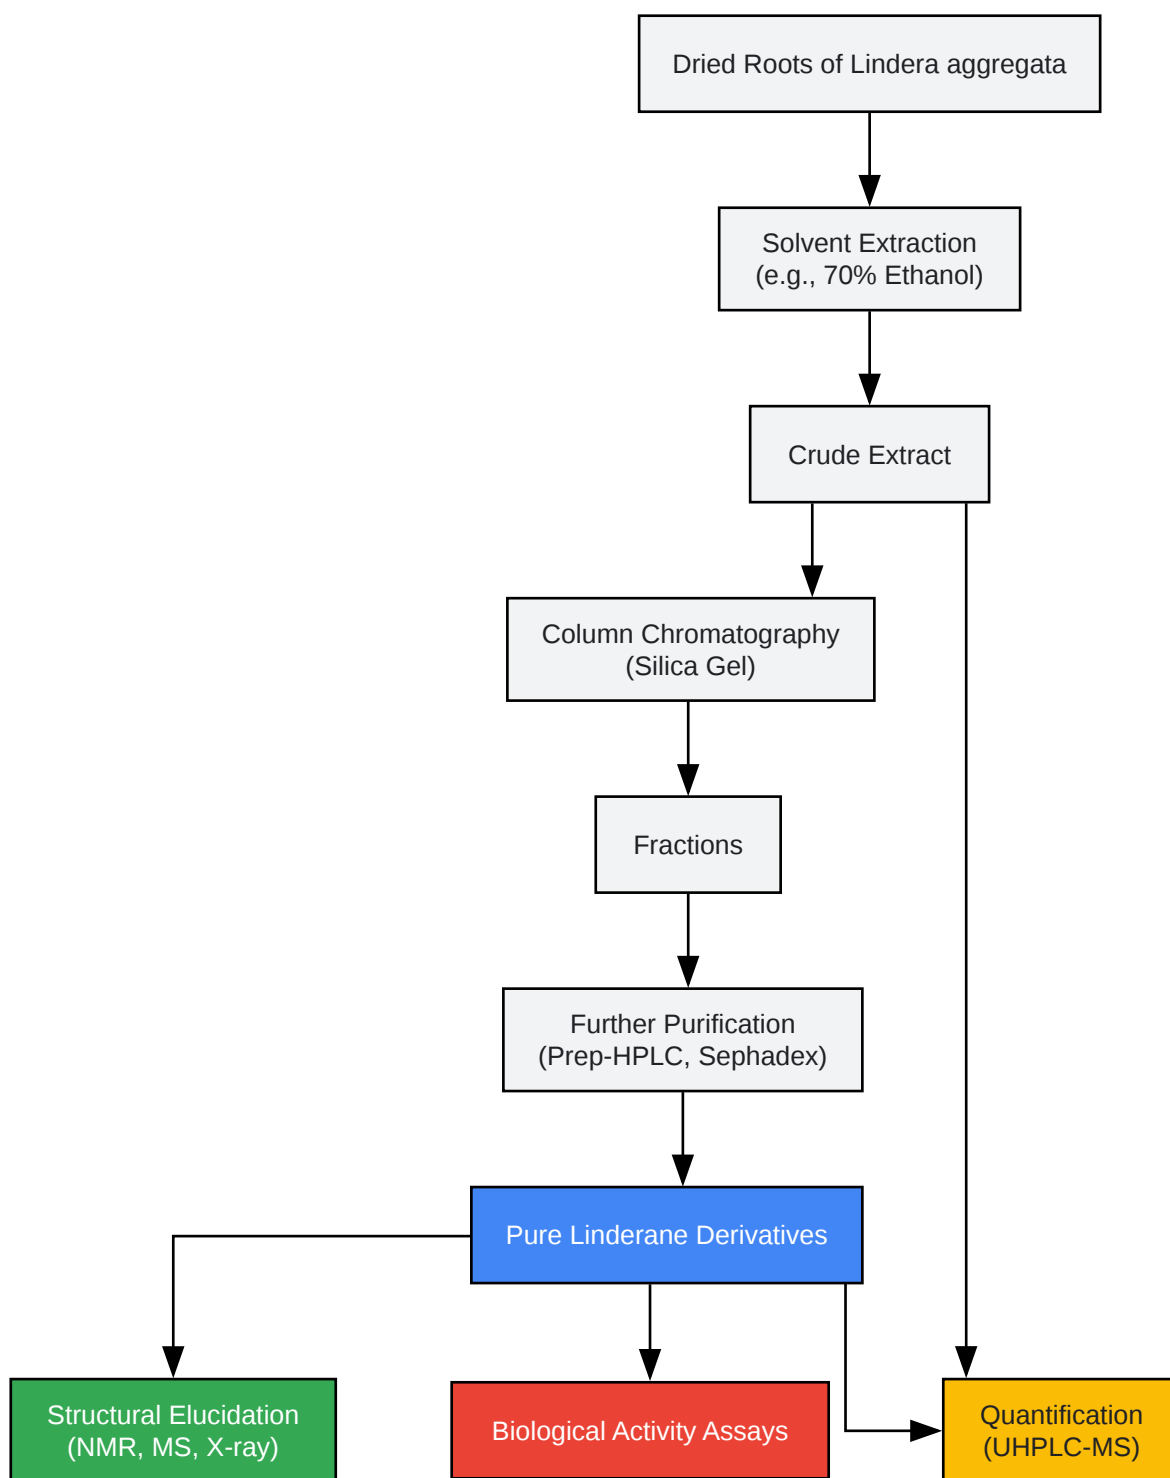 Dried Roots of Lindera aggregata
Solvent Extraction
(e.g., 70% Ethanol)
Crude Extract
Column Chromatography
(Silica Gel)
Fractions
Further Purification
(Prep-HPLC, Sephadex)
Pure Linderane Derivatives
Structural Elucidation
(NMR, MS, X-ray)
Biological Activity Assays
Quantification
(UHPLC-MS)